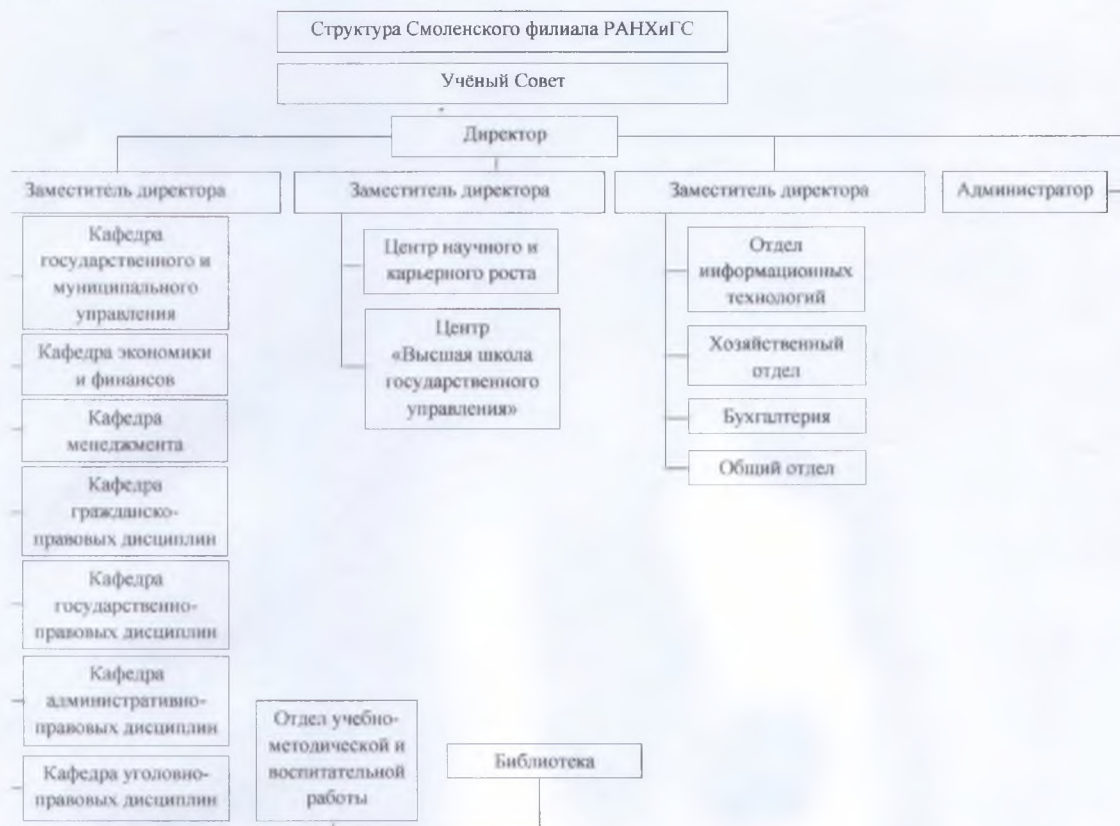 Структура Смоленского филиала РАНХиГС
Учёный Совет
Директор
Заместитель директора
Кафедра
государственного и
муниципального
управления
Кафедра экономики
и финансов
Кафедра
менеджмента
Кафедра
гражданско-
правовых дисциплин
Кафедра
государственно-
правовых дисциплин
Кафедра
административно-
правовых дисциплин
Кафедра уголовно-
правовых дисциплин
Отдел учебно-
методической и
воспитательной
работы
Библиотека
Заместитель директора
Центр научного и
карьерного роста
Центр
«Высшая школа
государственного
управления»
Заместитель директора
Отдел
информационных
технологий
Хозяйственный
отдел
Бухгалтерия
Общий отдел
Администратор